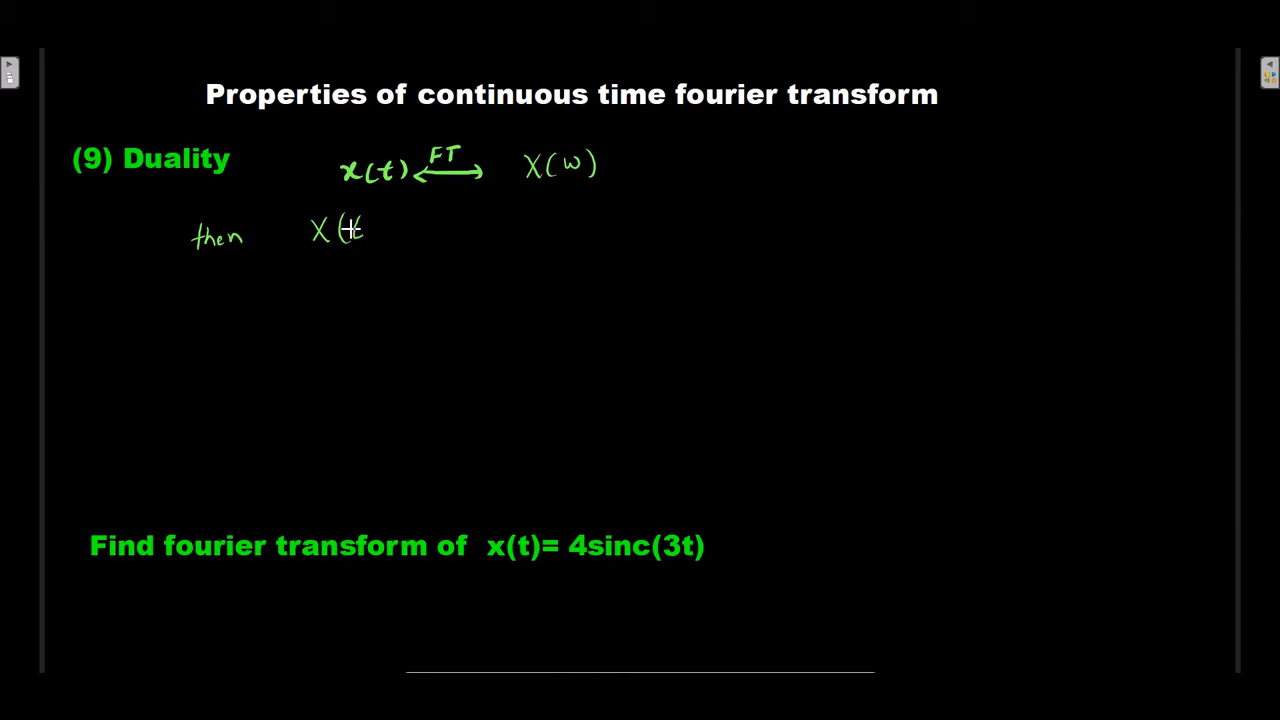 Properties of continuous time fourier transform
(9) Duality x(t) FT X(w)
then X(t
Find fourier transform of x(t)= 4sinc(3t)